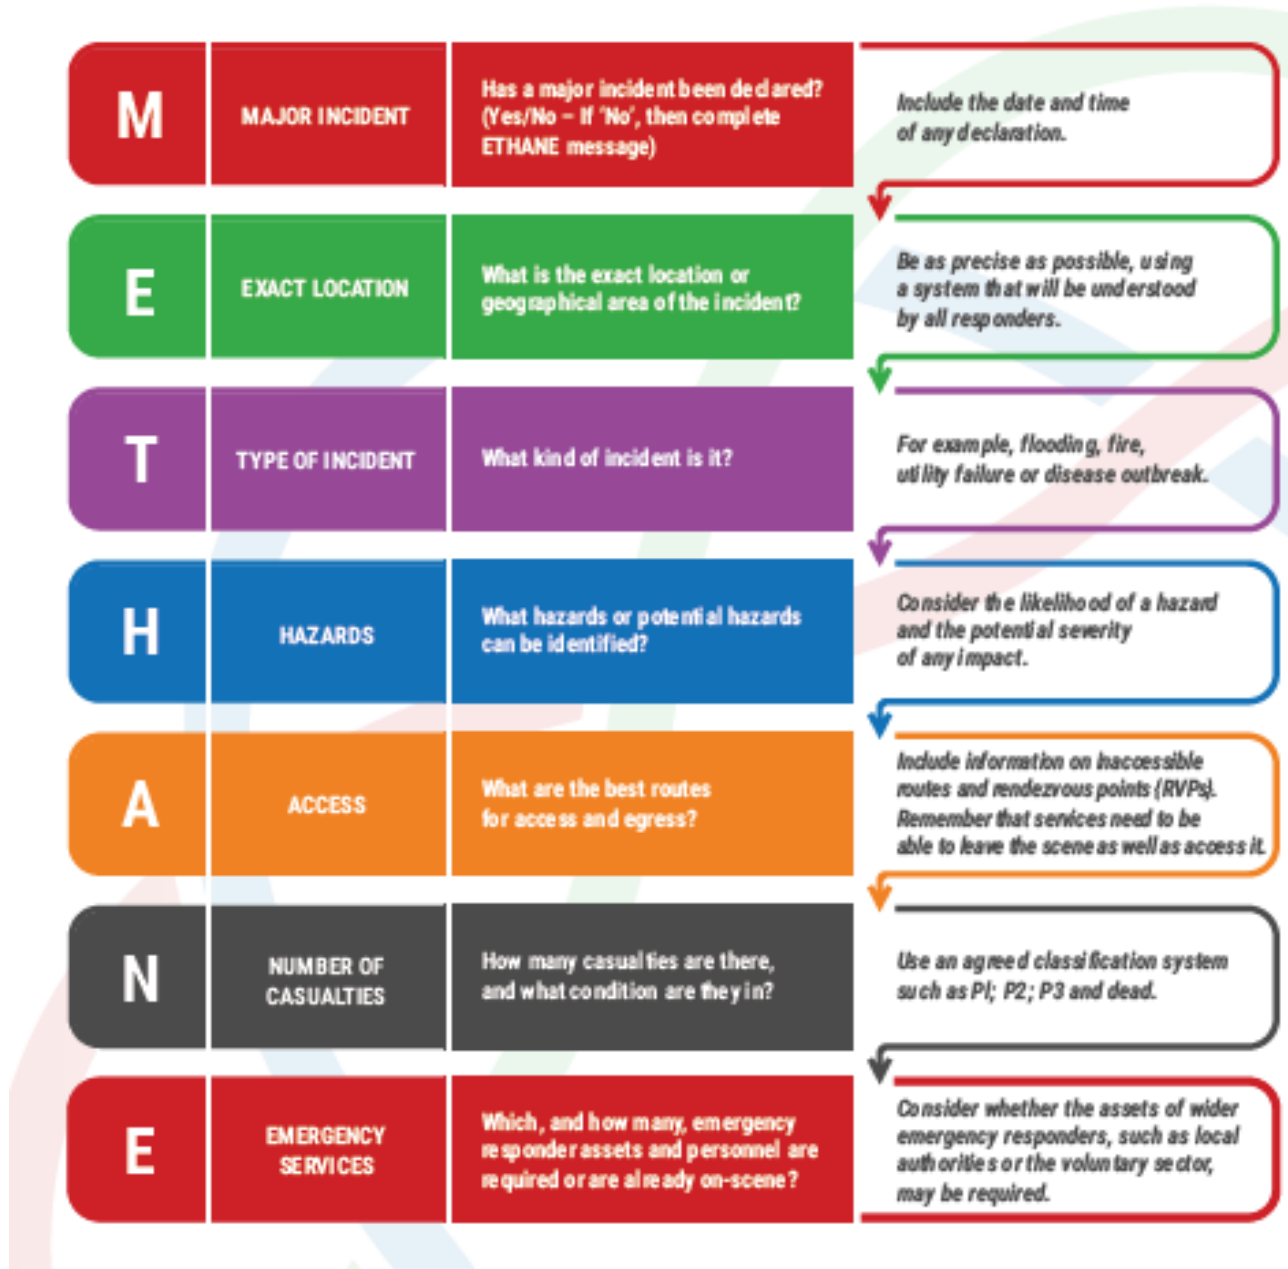 M
MAJOR INCIDENT
Has a major incident been declared?
(Yes/No – If ‘No’, then complete
ETHANE message)
Include the date and time
of any declaration.
E
EXACT LOCATION
What is the exact location or
geographical area of the incident?
Be as precise as possible, using
a system that will be understood
by all responders.
T
TYPE OF INCIDENT
What kind of incident is it?
For example, flooding, fire,
utility failure or disease outbreak.
H
HAZARDS
What hazards or potential hazards
can be identified?
Consider the likelihood of a hazard
and the potential severity
of any impact.
A
ACCESS
What are the best routes
for access and egress?
Include information on inaccessible
routes and rendezvous points (RVPs).
Remember that services need to be
able to leave the scene as well as access it.
N
NUMBER OF
CASUALTIES
How many casualties are there,
and what condition are they in?
Use an agreed classification system
such as P1; P2; P3 and dead.
E
EMERGENCY
SERVICES
Which, and how many, emergency
responder assets and personnel are
required or are already on-scene?
Consider whether the assets of wider
emergency responders, such as local
authorities or the voluntary sector,
may be required.